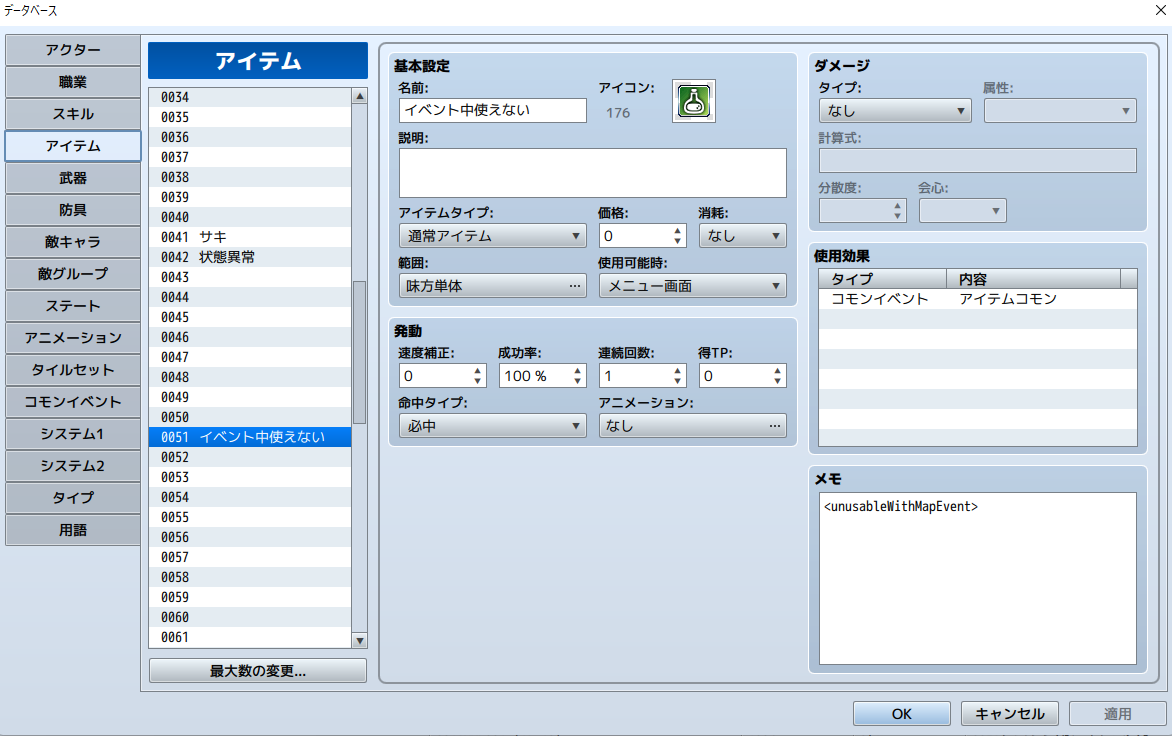 データベース
アクター
職業
スキル
アイテム
武器
防具
敵キャラ
敵グループ
ステート
アニメーション
タイルセット
コモンイベント
システム1
システム2
タイプ
用語
アイテム
0034
0035
0036
0037
0038
0039
0040
0041 サキ
0042 状態異常
0043
0044
0045
0046
0047
0048
0049
0050
0051 イベント中使えない
0052
0053
0054
0055
0056
0057
0058
0059
0060
0061
最大数の変更...
基本設定
名前: アイコン:
イベント中使えない 176
説明:
アイテムタイプ: 価格: 消耗:
通常アイテム 0 なし
範囲: 使用可能時:
味方単体 ... メニュー画面
発動
速度補正: 成功率: 連続回数: 得TP:
0 100 % 1 0
命中タイプ: アニメーション:
必中 なし ...
ダメージ
タイプ: 属性:
なし
計算式:
分散度: 会心:
使用効果
タイプ 内容
コモンイベント アイテムコモン
メモ
<unusableWithMapEvent>
OK キャンセル 適用